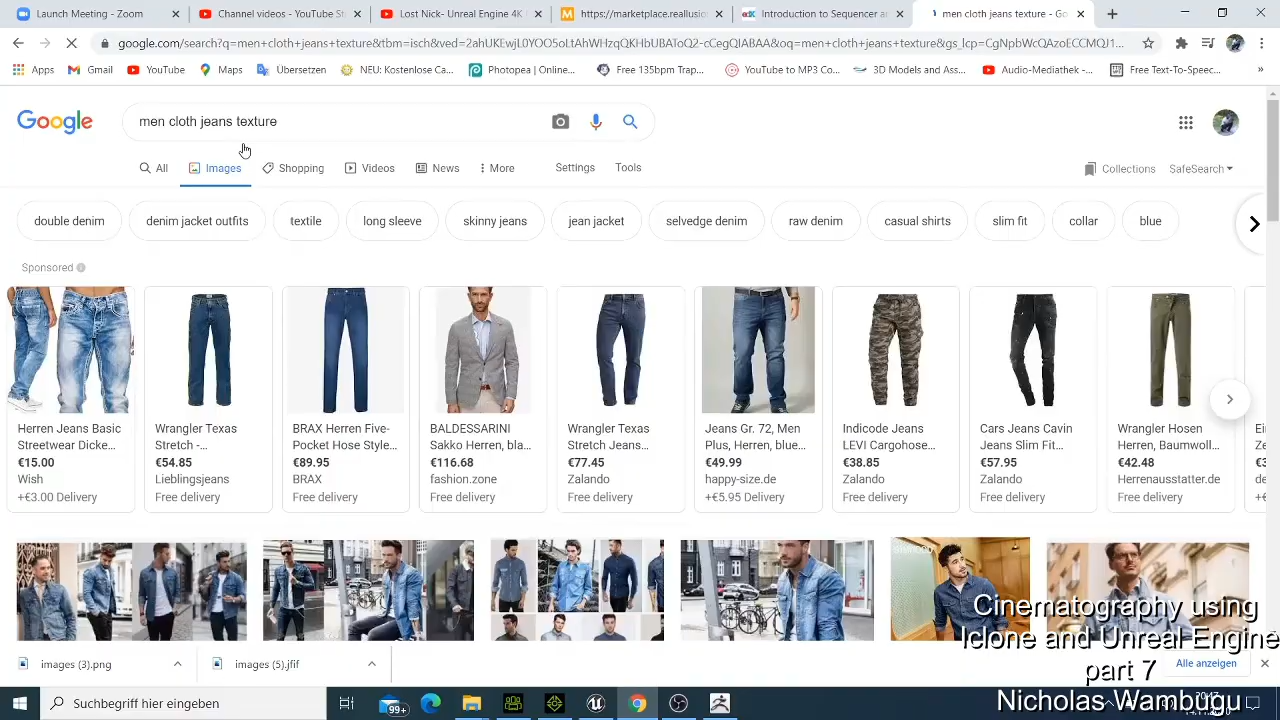 Launch Meeting - Zoom
Channel videos - YouTube St
Lost Nick- Unreal Engine 4K
https://marketplace.reallusion
Introduction to Sequencer a
men cloth jeans texture - Go
google.com/search?q=men+cloth+jeans+texture&tbm=isch&ved=2ahUKEwiL0YOO5oLtAhWHzqQKHbUBAToQ2-cCegQIABAA&oq=men+cloth+jeans+texture&gs_lcp=CgNpbWcQAzoECCMQJ1...
Apps
Gmail
YouTube
Maps
Übersetzen
NEU: Kostenlose Ca...
Photopea | Online...
Free 135bpm Trap...
YouTube to MP3 Co...
3D Models and Ass...
Audio-Mediathek -...
Free Text-To-Speec...
»
Google
men cloth jeans texture
All
Images
Shopping
Videos
News
More
Settings
Tools
Collections
SafeSearch
double denim
denim jacket outfits
textile
long sleeve
skinny jeans
jean jacket
selvedge denim
raw denim
casual shirts
slim fit
collar
blue
Sponsored
Herren Jeans Basic
Streetwear Dicke...
€15.00
Wish
+€3.00 Delivery
Wrangler Texas
Stretch -...
€54.85
Lieblingsjeans
Free delivery
BRAX Herren Five-
Pocket Hose Style...
€89.95
BRAX
Free delivery
BALDESSARINI
Sakko Herren, bla...
€116.68
fashion.zone
Free delivery
Wrangler Texas
Stretch Jeans...
€77.45
Zalando
Free delivery
Jeans Gr. 72, Men
Plus, Herren, blue...
€49.99
happy-size.de
+€5.95 Delivery
Indicode Jeans
LEVI Cargohose...
€38.85
Zalando
Free delivery
Cars Jeans Cavin
Jeans Slim Fit...
€57.95
Zalando
Free delivery
Wrangler Hosen
Herren, Baumwoll...
€42.48
Herrenausstatter.de
Free delivery
Cinematography using
Iclone and Unreal Engine
part 7
Nicholas Wambugu
images (3).png
images (5).jfif
Alle anzeigen
Suchbegriff hier eingeben
99+